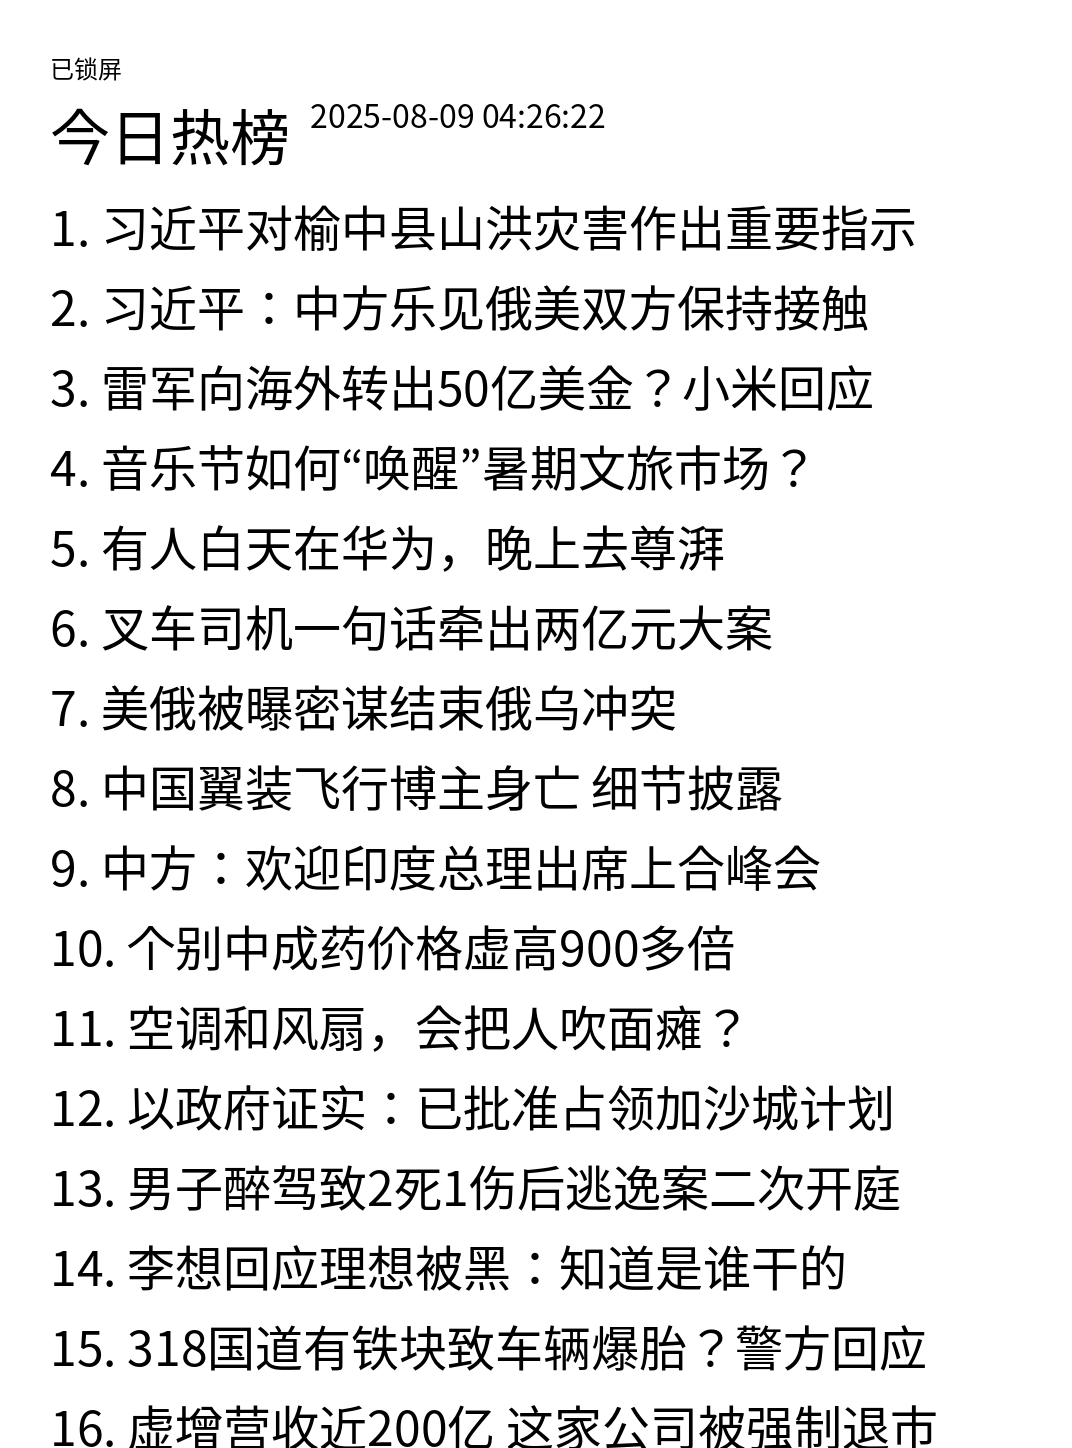 已锁屏
今日热榜 2025-08-09 04:26:22
1. 习近平对榆中县山洪灾害作出重要指示
2. 习近平：中方乐见俄美双方保持接触
3. 雷军向海外转出50亿美金？小米回应
4. 音乐节如何“唤醒”暑期文旅市场？
5. 有人白天在华为，晚上去尊湃
6. 叉车司机一句话牵出两亿元大案
7. 美俄被曝密谋结束俄乌冲突
8. 中国翼装飞行博主身亡 细节披露
9. 中方：欢迎印度总理出席上合峰会
10. 个别中成药价格虚高900多倍
11. 空调和风扇，会把人吹面瘫？
12. 以政府证实：已批准占领加沙城计划
13. 男子醉驾致2死1伤后逃逸案二次开庭
14. 李想回应理想被黑：知道是谁干的
15. 318国道有铁块致车辆爆胎？警方回应
16. 虚增营收近200亿 这家公司被强制退市